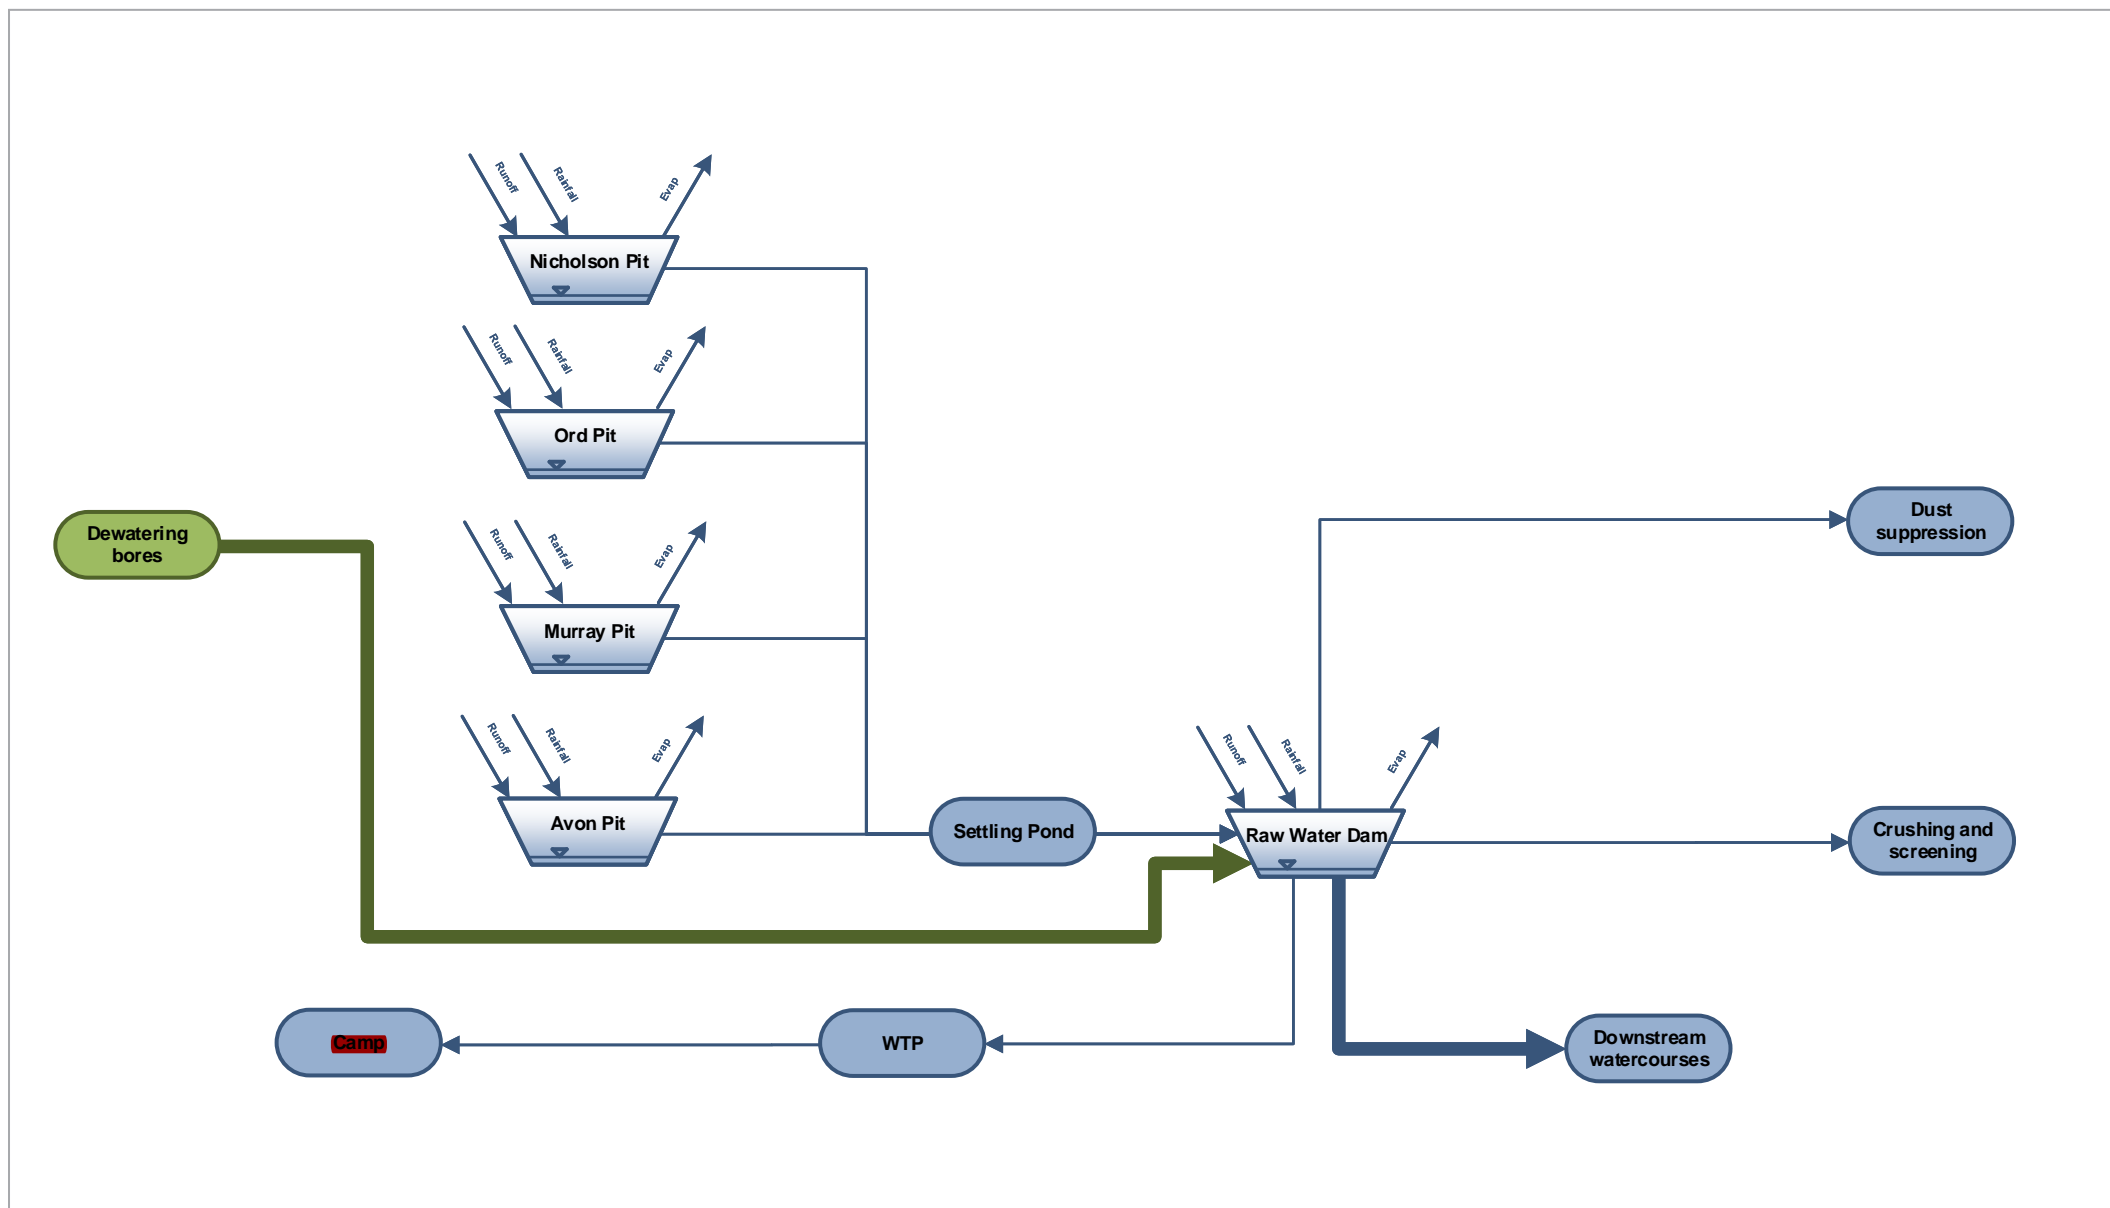 Runoff
Rainfall
Evap
Nicholson Pit
Runoff
Rainfall
Evap
Ord Pit
Dewatering
bores
Runoff
Rainfall
Evap
Murray Pit
Runoff
Rainfall
Evap
Avon Pit
Settling Pond
Runoff
Rainfall
Evap
Raw Water Dam
Dust
suppression
Crushing and
screening
Camp
WTP
Downstream
watercourses